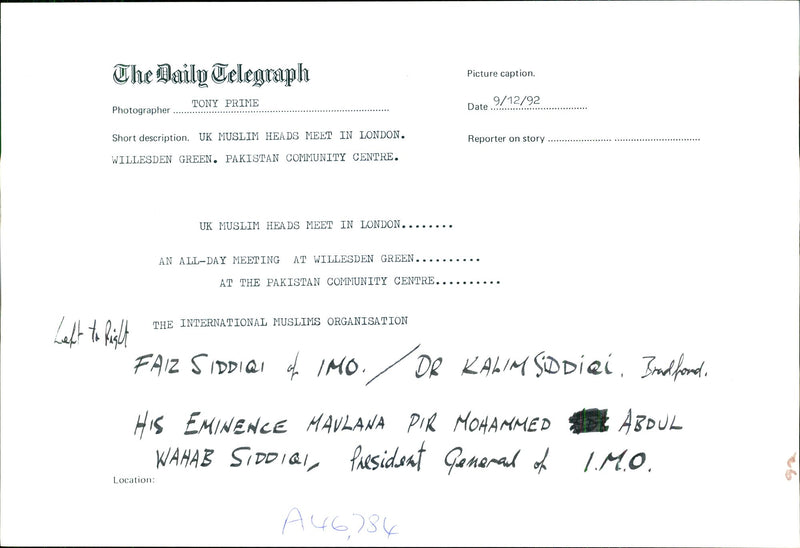 The Daily Telegraph
Picture caption.
Photographer TONY PRIME
Date 9/12/92
Short description. UK MUSLIM HEADS MEET IN LONDON.
Reporter on story
WILLESDEN GREEN. PAKISTAN COMMUNITY CENTRE.
UK MUSLIM HEADS MEET IN LONDON........
AN ALL-DAY MEETING AT WILLESDEN GREEN..........
AT THE PAKISTAN COMMUNITY CENTRE..........
Left to Right THE INTERNATIONAL MUSLIMS ORGANISATION
FAIZ SIDDIQI of IMO. / DR KALIM SIDDIQI. Bradford.
HIS EMINENCE MAVLANA PIR MOHAMMED ABDUL
WAHAB SIDDIQI, President General of I.M.O.
Location:
A46,784